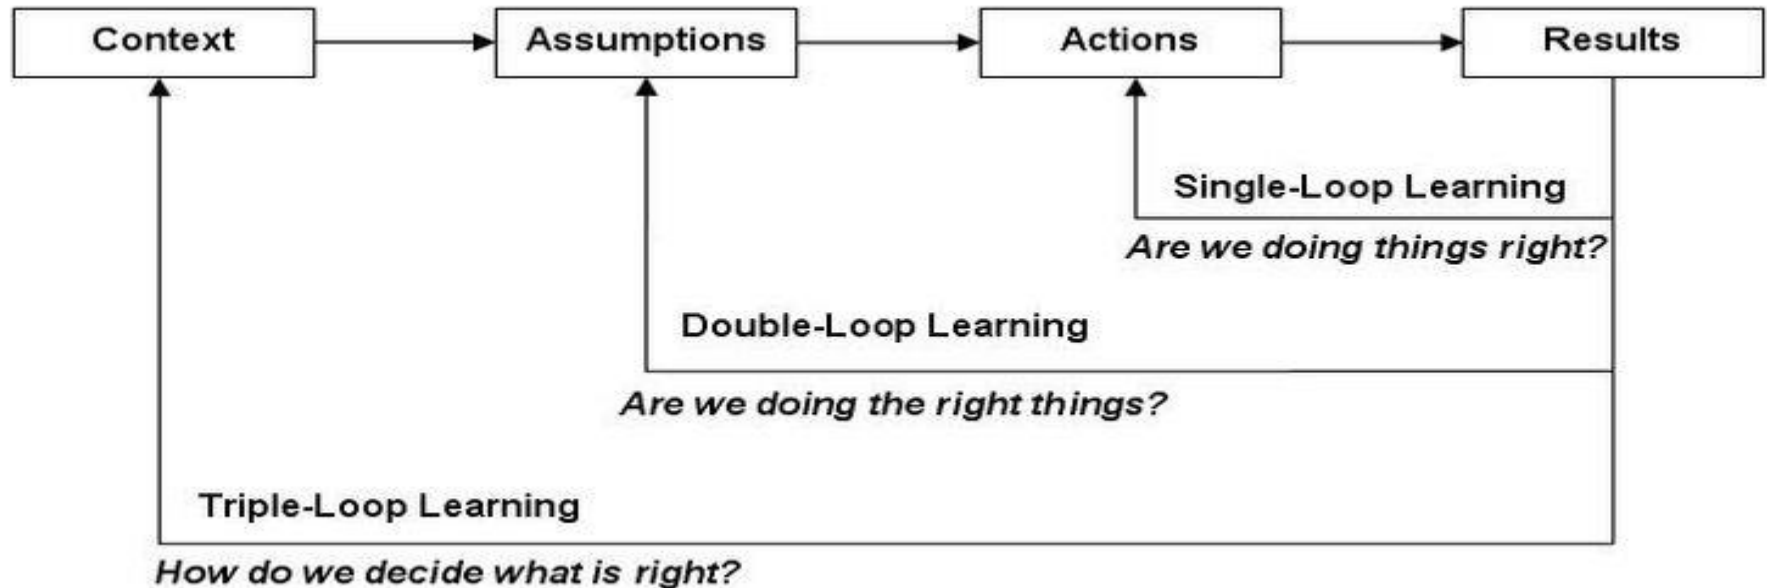 Context
Assumptions
Actions
Results
Single-Loop Learning
Are we doing things right?
Double-Loop Learning
Are we doing the right things?
Triple-Loop Learning
How do we decide what is right?